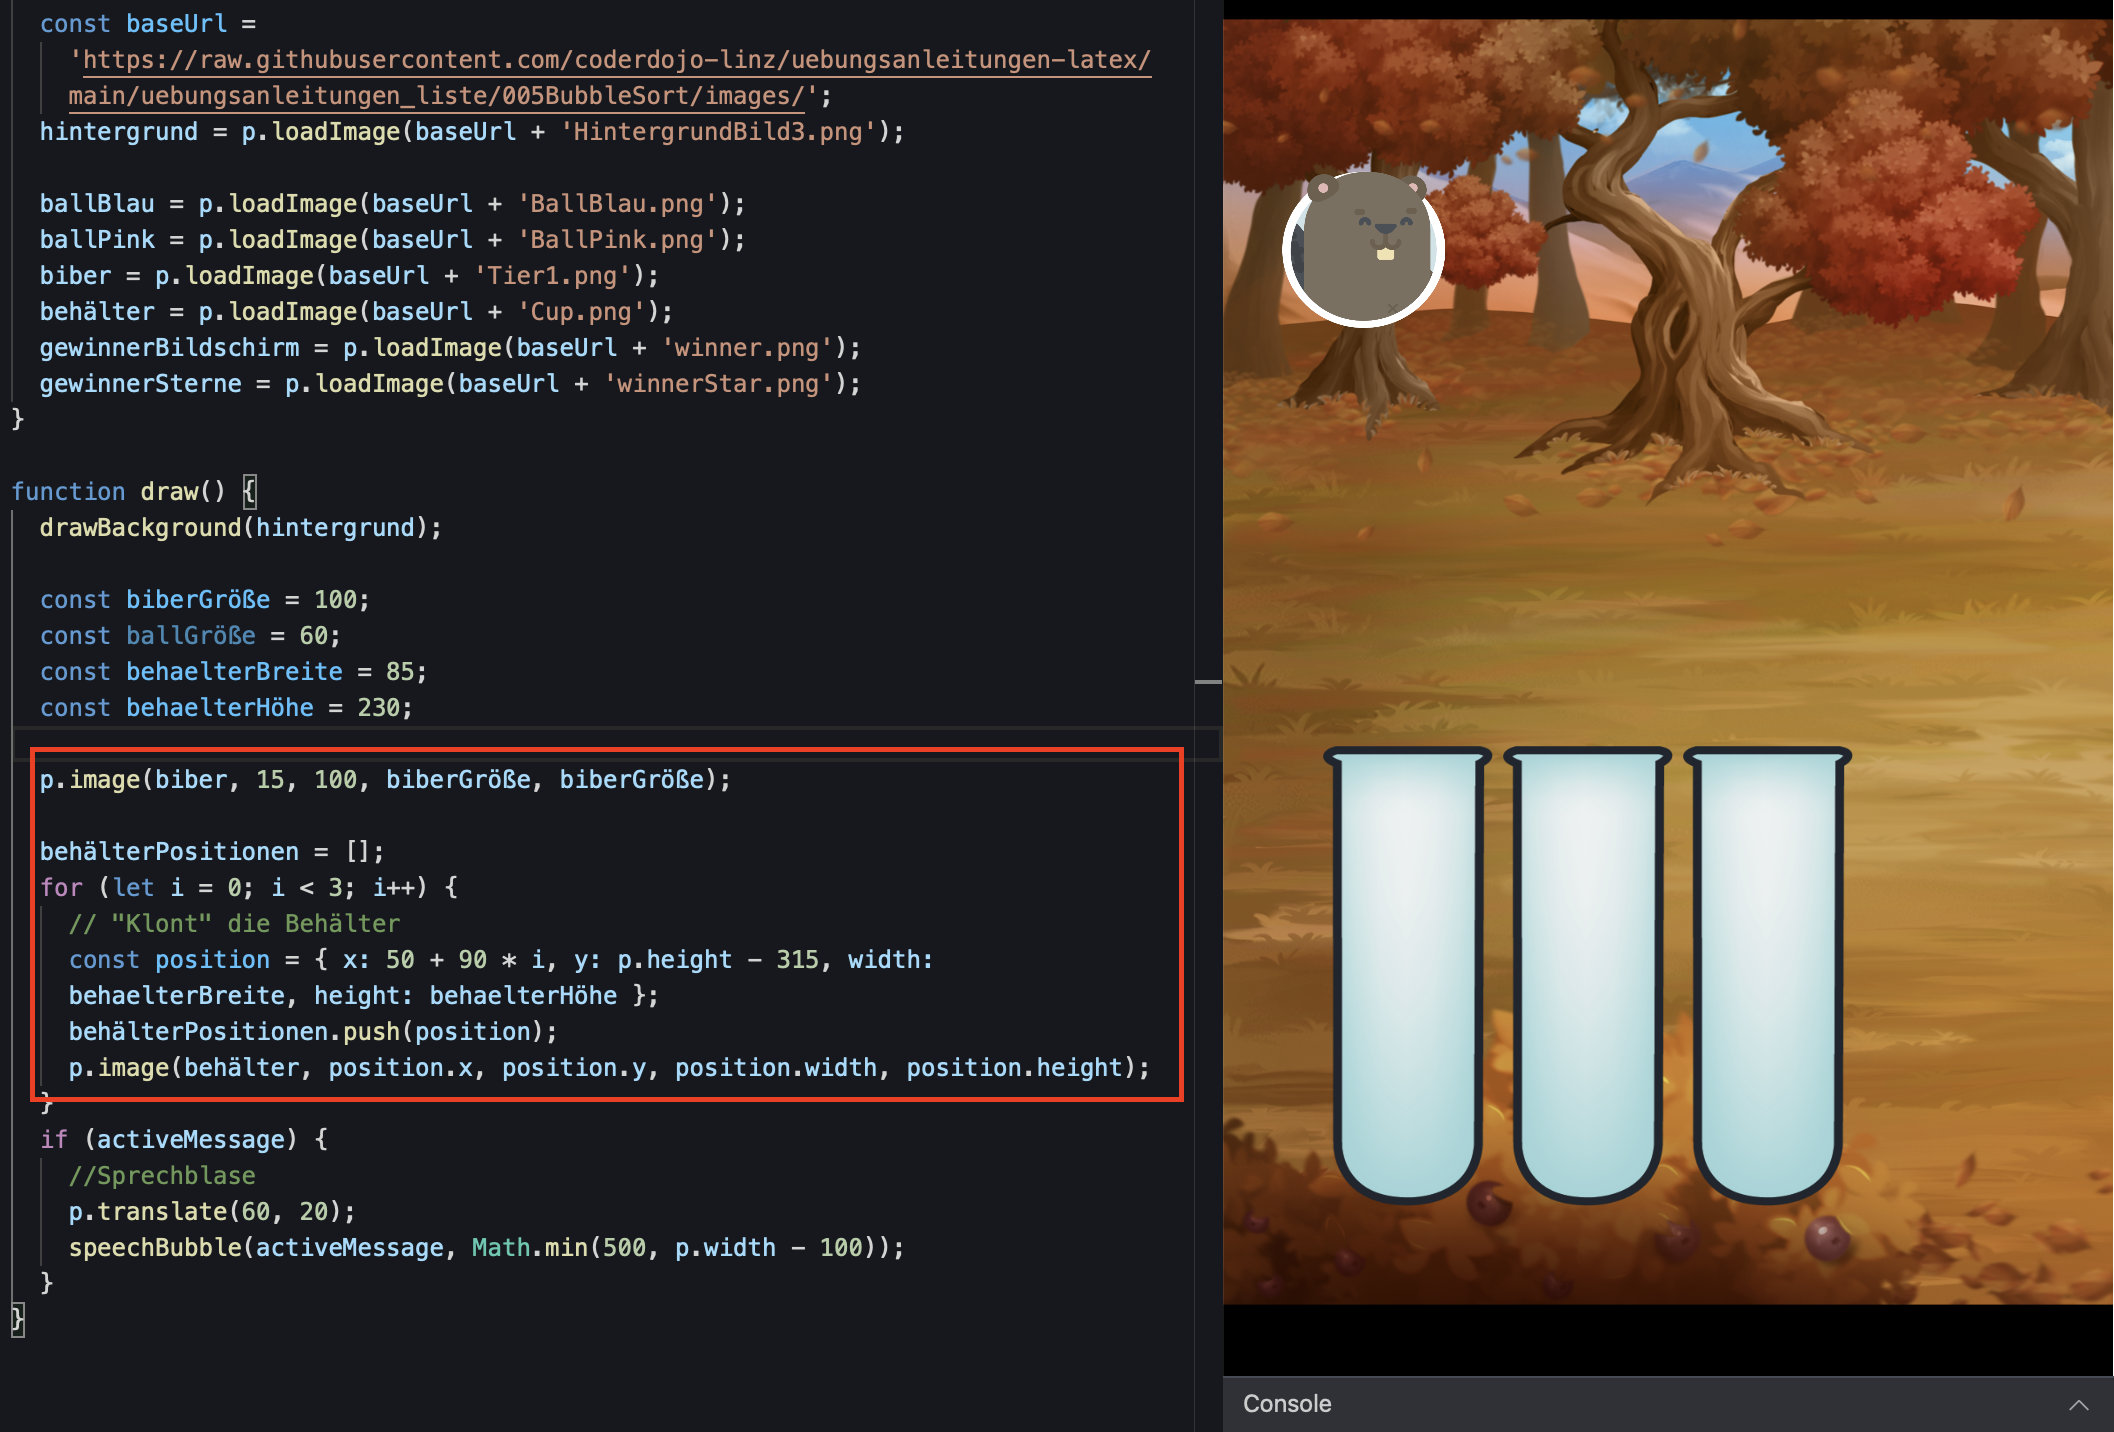 const baseUrl =
'https://raw.githubusercontent.com/coderdojo-linz/uebungsanleitungen-latex/
main/uebungsanleitungen_liste/005BubbleSort/images/';
hintergrund = p.loadImage(baseUrl + 'HintergrundBild3.png');
ballBlau = p.loadImage(baseUrl + 'BallBlau.png');
ballPink = p.loadImage(baseUrl + 'BallPink.png');
biber = p.loadImage(baseUrl + 'Tier1.png');
behälter = p.loadImage(baseUrl + 'Cup.png');
gewinnerBildschirm = p.loadImage(baseUrl + 'winner.png');
gewinnerSterne = p.loadImage(baseUrl + 'winnerStar.png');
}
function draw() {
drawBackground(hintergrund);
const biberGröße = 100;
const ballGröße = 60;
const behaelterBreite = 85;
const behaelterHöhe = 230;
p.image(biber, 15, 100, biberGröße, biberGröße);
behälterPositionen = [];
for (let i = 0; i < 3; i++) {
// "Klont" die Behälter
const position = { x: 50 + 90 * i, y: p.height - 315, width:
behaelterBreite, height: behaelterHöhe };
behälterPositionen.push(position);
p.image(behälter, position.x, position.y, position.width, position.height);
}
if (activeMessage) {
//Sprechblase
p.translate(60, 20);
speechBubble(activeMessage, Math.min(500, p.width - 100));
}
}
Console